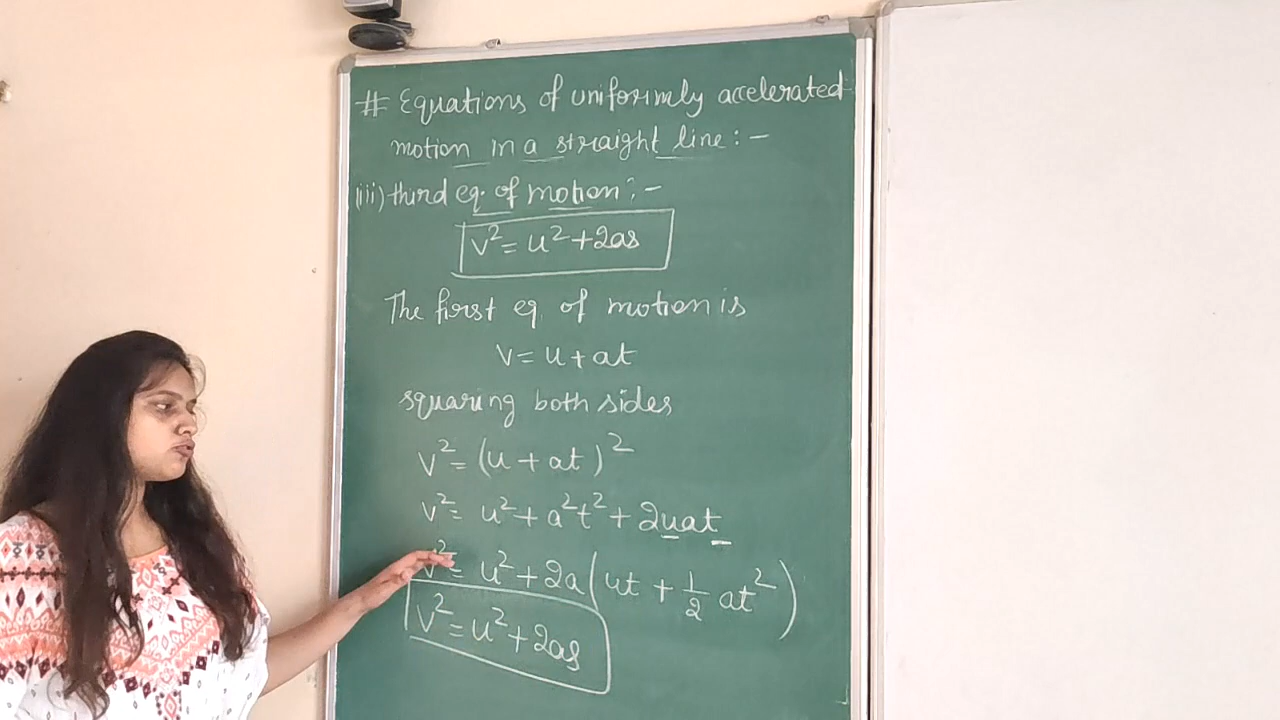 # Equations of uniformly accelerated
motion in a straight line:-
(iii) third eq. of motion:-
v²= u²+2as
The first eq of motion is
v= u+at
squaring both sides
v²= (u+at)²
v²= u²+a²t²+2uat
v²= u²+2a(ut+½at²)
v²=u²+2as